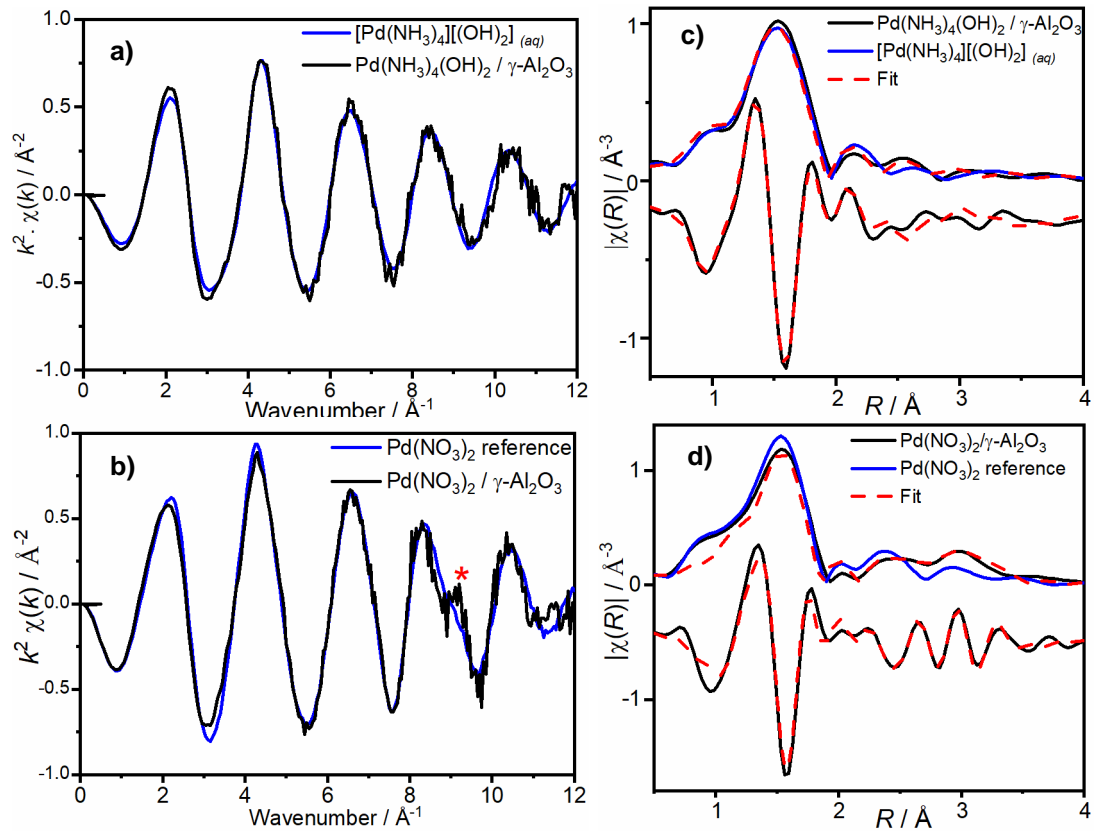 a)
[Pd(NH₃)₄][(OH)₂] (aq)
Pd(NH₃)₄(OH)₂ / γ-Al₂O₃
1.0
0.5
0.0
-0.5
-1.0
k². χ(k) / Å⁻²
0 2 4 6 8 10 12
Wavenumber / Å⁻¹
c)
Pd(NH₃)₄(OH)₂ / γ-Al₂O₃
[Pd(NH₃)₄][(OH)₂] (aq)
Fit
1
0
-1
|χ(R)| / Å⁻³
1 2 3 4
R / Å
b)
Pd(NO₃)₂ reference
Pd(NO₃)₂ / γ-Al₂O₃
*
1.0
0.5
0.0
-0.5
-1.0
k² χ(k) / Å⁻²
0 2 4 6 8 10 12
Wavenumber / Å⁻¹
d)
Pd(NO₃)₂/γ-Al₂O₃
Pd(NO₃)₂ reference
Fit
1
0
-1
|χ(R)| / Å⁻³
1 2 3 4
R / Å